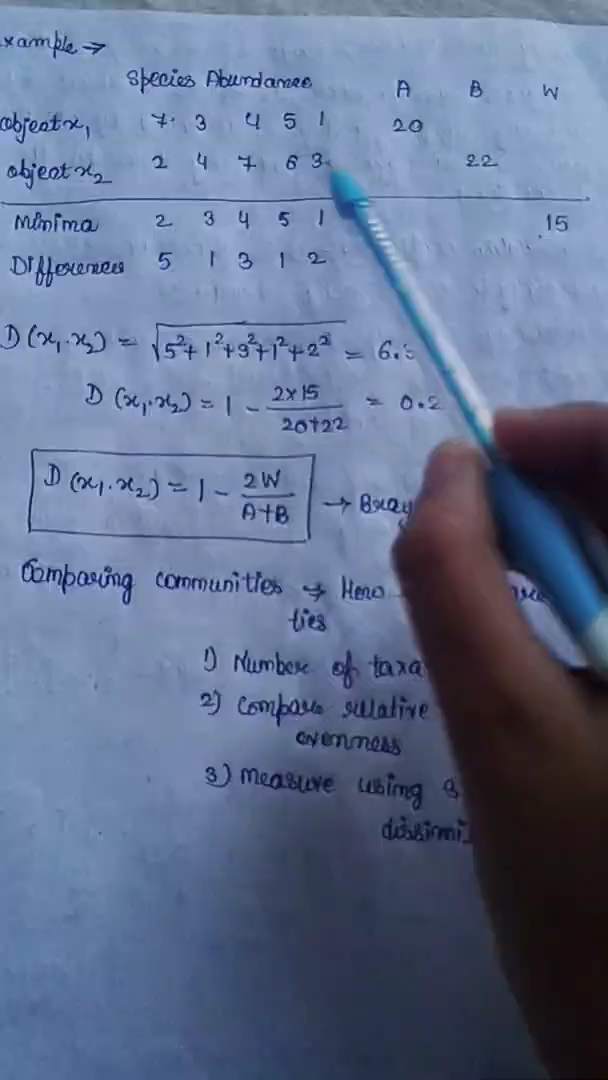 xample →
Species Abundances A B W
object x₁ 7 3 4 5 1 20
object x₂ 2 4 7 6 3 22
Minima 2 3 4 5 1 15
Differences 5 1 3 1 2
D (x₁.x₂) = √5²+1²+3²+1²+2² = 6.
D (x₁.x₂) = 1 - 2×15/20+22 = 0.2
D (x₁.x₂) = 1 - 2W/A+B → Bray
Comparing communities →
ties
1) Number of taxa
2) Compare relative
evenness
3) Measure using
dissimi